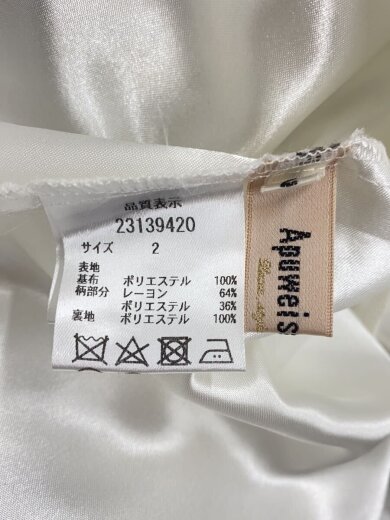 品質表示
23139420
サイズ 2
表地
基布 ポリエステル 100%
柄部分 レーヨン 64%
ポリエステル 36%
裏地 ポリエステル 100%
Apuweis